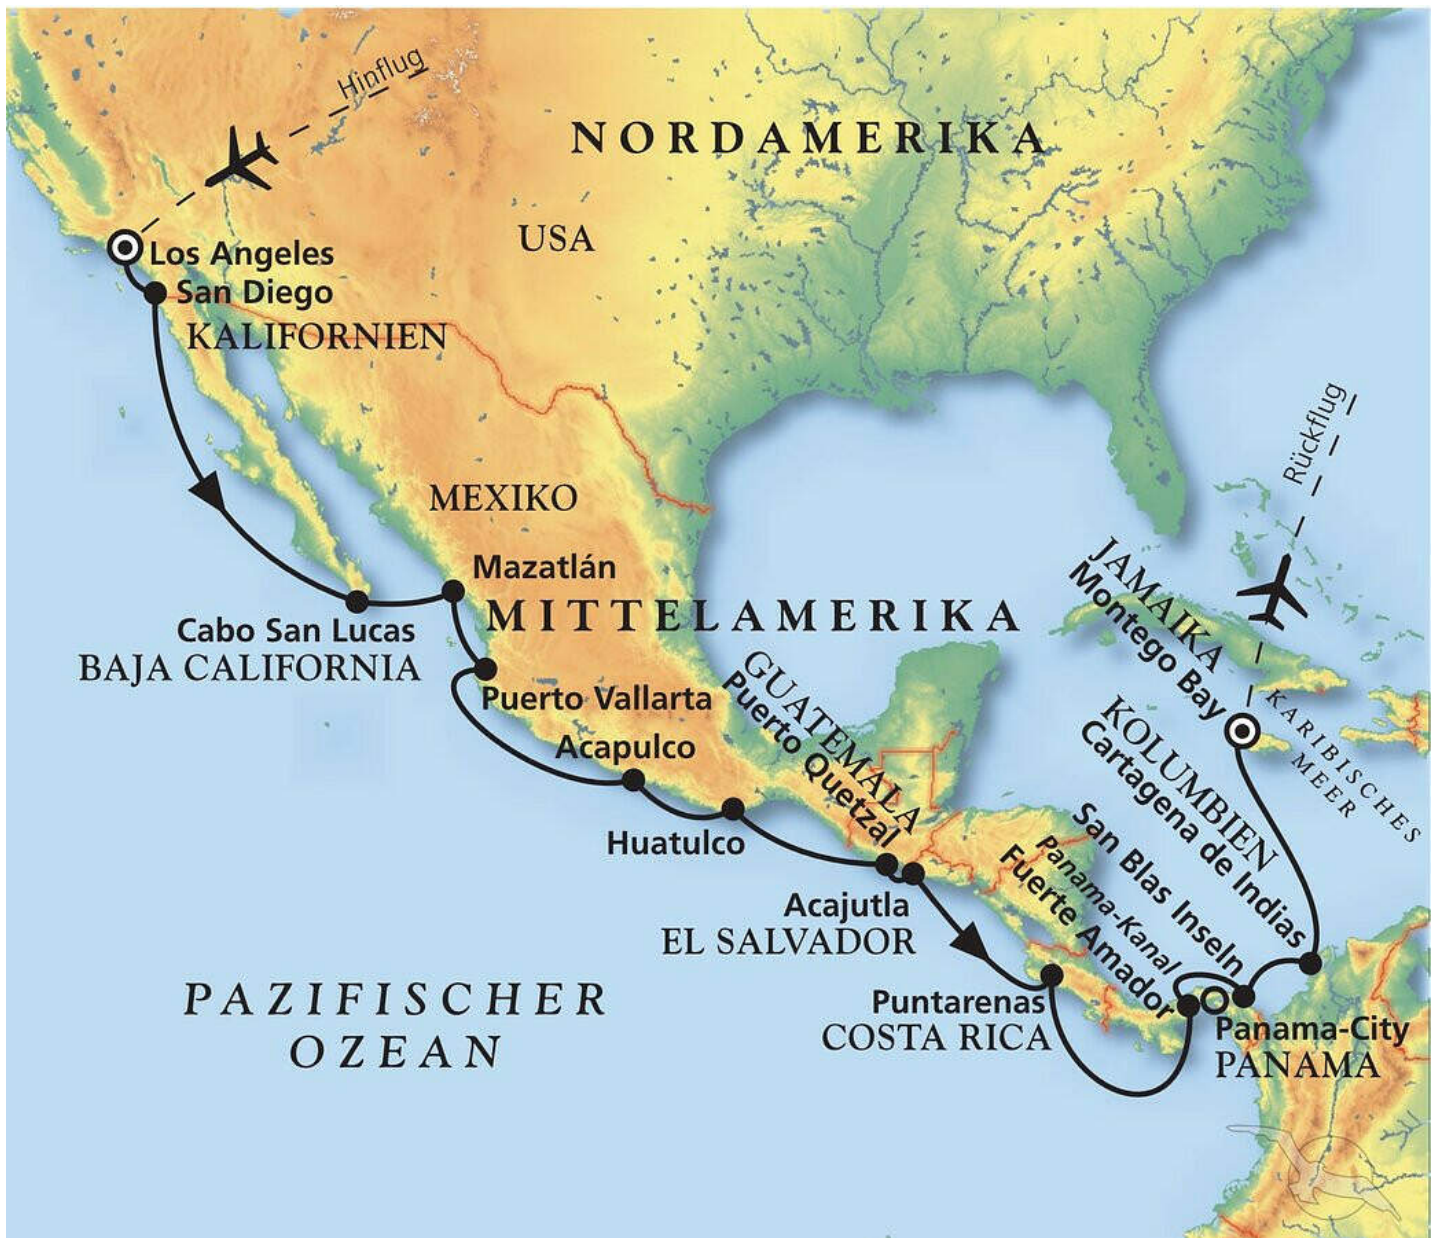 Hinflug
NORDAMERIKA
USA
Los Angeles
San Diego
KALIFORNIEN
Rückflug
MEXIKO
Mazatlán
MITTELAMERIKA
JAMAIKA
Montego Bay
Cabo San Lucas
BAJA CALIFORNIA
Puerto Vallarta
Acapulco
Huatulco
GUATEMALA
Puerto Quetzal
KARIBISCHES
MEER
KOLUMBIEN
Cartagena de Indias
San Blas Inseln
Panama-Kanal
Fuerte Amador
Acajutla
EL SALVADOR
PAZIFISCHER
OZEAN
Puntarenas
COSTA RICA
Panama-City
PANAMA